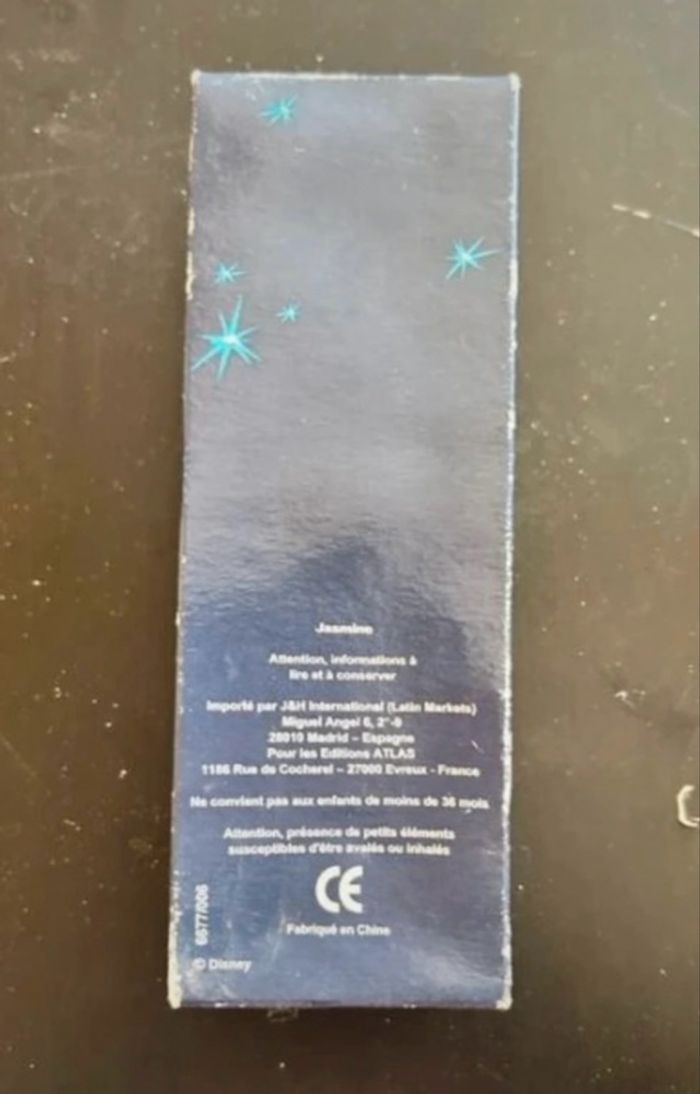 Jasmine
Attention, informations à
lire et à conserver
Importé par J&H International (Latin Markets)
Miguel Angel 6, 2°-9
28010 Madrid – Espagne
Pour les Editions ATLAS
1186 Rue de Cocherel – 27000 Evreux - France
Ne convient pas aux enfants de moins de 36 mois
Attention, présence de petits éléments
susceptibles d'être avalés ou inhalés
CE
Fabriqué en Chine
6677/006
© Disney